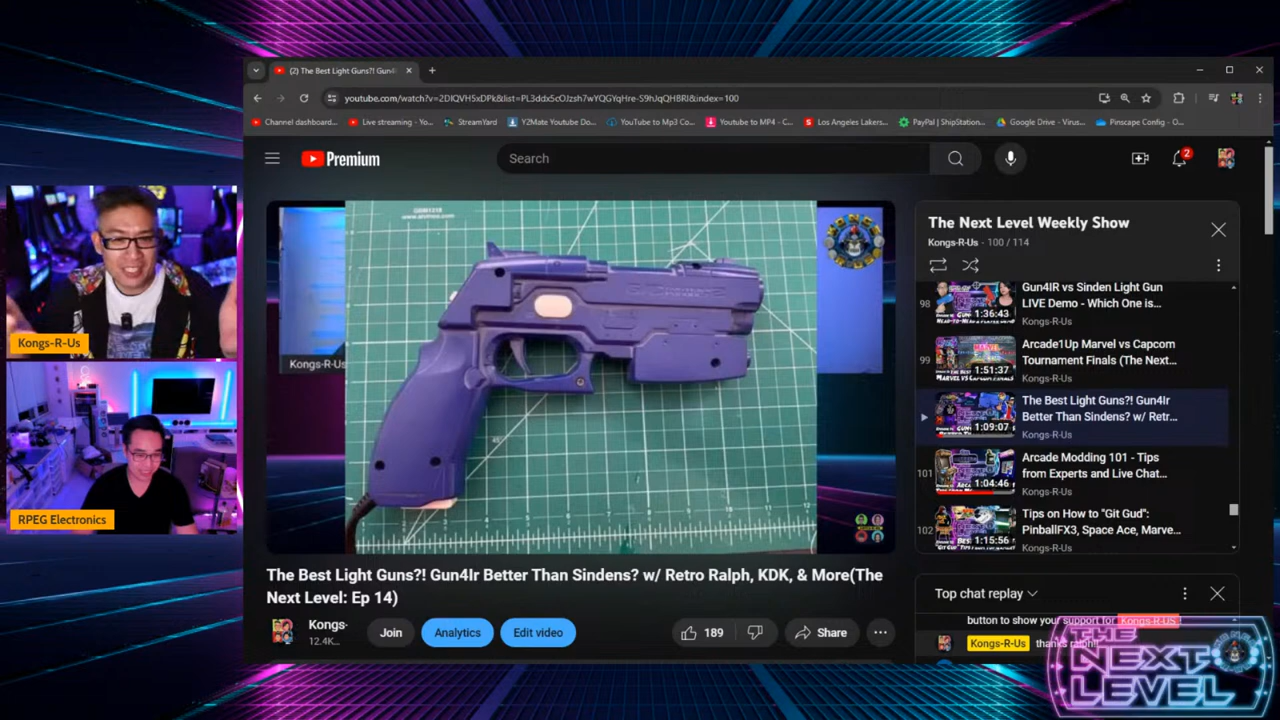 (2) The Best Light Guns?! Gun4I
youtube.com/watch?v=2DIQVH5xDPk&list=PL3ddx5cOJzsh7wYQGYqHre-S9hJqQHBRl&index=100
Channel dashboard...
Live streaming - Yo...
StreamYard
Y2Mate Youtube Do...
YouTube to Mp3 Co...
Youtube to MP4 - C...
Los Angeles Lakers...
PayPal | ShipStation...
Google Drive - Virus...
Pinscape Config - O...
Premium
Search
2
Kongs-R-Us
RPEG Electronics
Kongs-R-Us
The Next Level Weekly Show
Kongs-R-Us - 100 / 114
98
1:36:43
Gun4IR vs Sinden Light Gun
LIVE Demo - Which One is...
Kongs-R-Us
99
1:51:37
Arcade1Up Marvel vs Capcom
Tournament Finals (The Next
Kongs-R-Us
1:09:07
The Best Light Guns?! Gun4Ir
Better Than Sindens? w/ Retr...
Kongs-R-Us
101
1:04:46
Arcade Modding 101 - Tips
from Experts and Live Chat...
Kongs-R-Us
102
1:15:56
Tips on How to "Git Gud":
PinballFX3, Space Ace, Marve...
Kongs-R-Us
The Best Light Guns?! Gun4Ir Better Than Sindens? w/ Retro Ralph, KDK, & More(The
Next Level: Ep 14)
Kongs-
12.4K...
Join
Analytics
Edit video
189
Share
Top chat replay
button to show your support for Kongs-R-US !
Kongs-R-Us thanks ralph!!
THE
NEXT
LEVEL